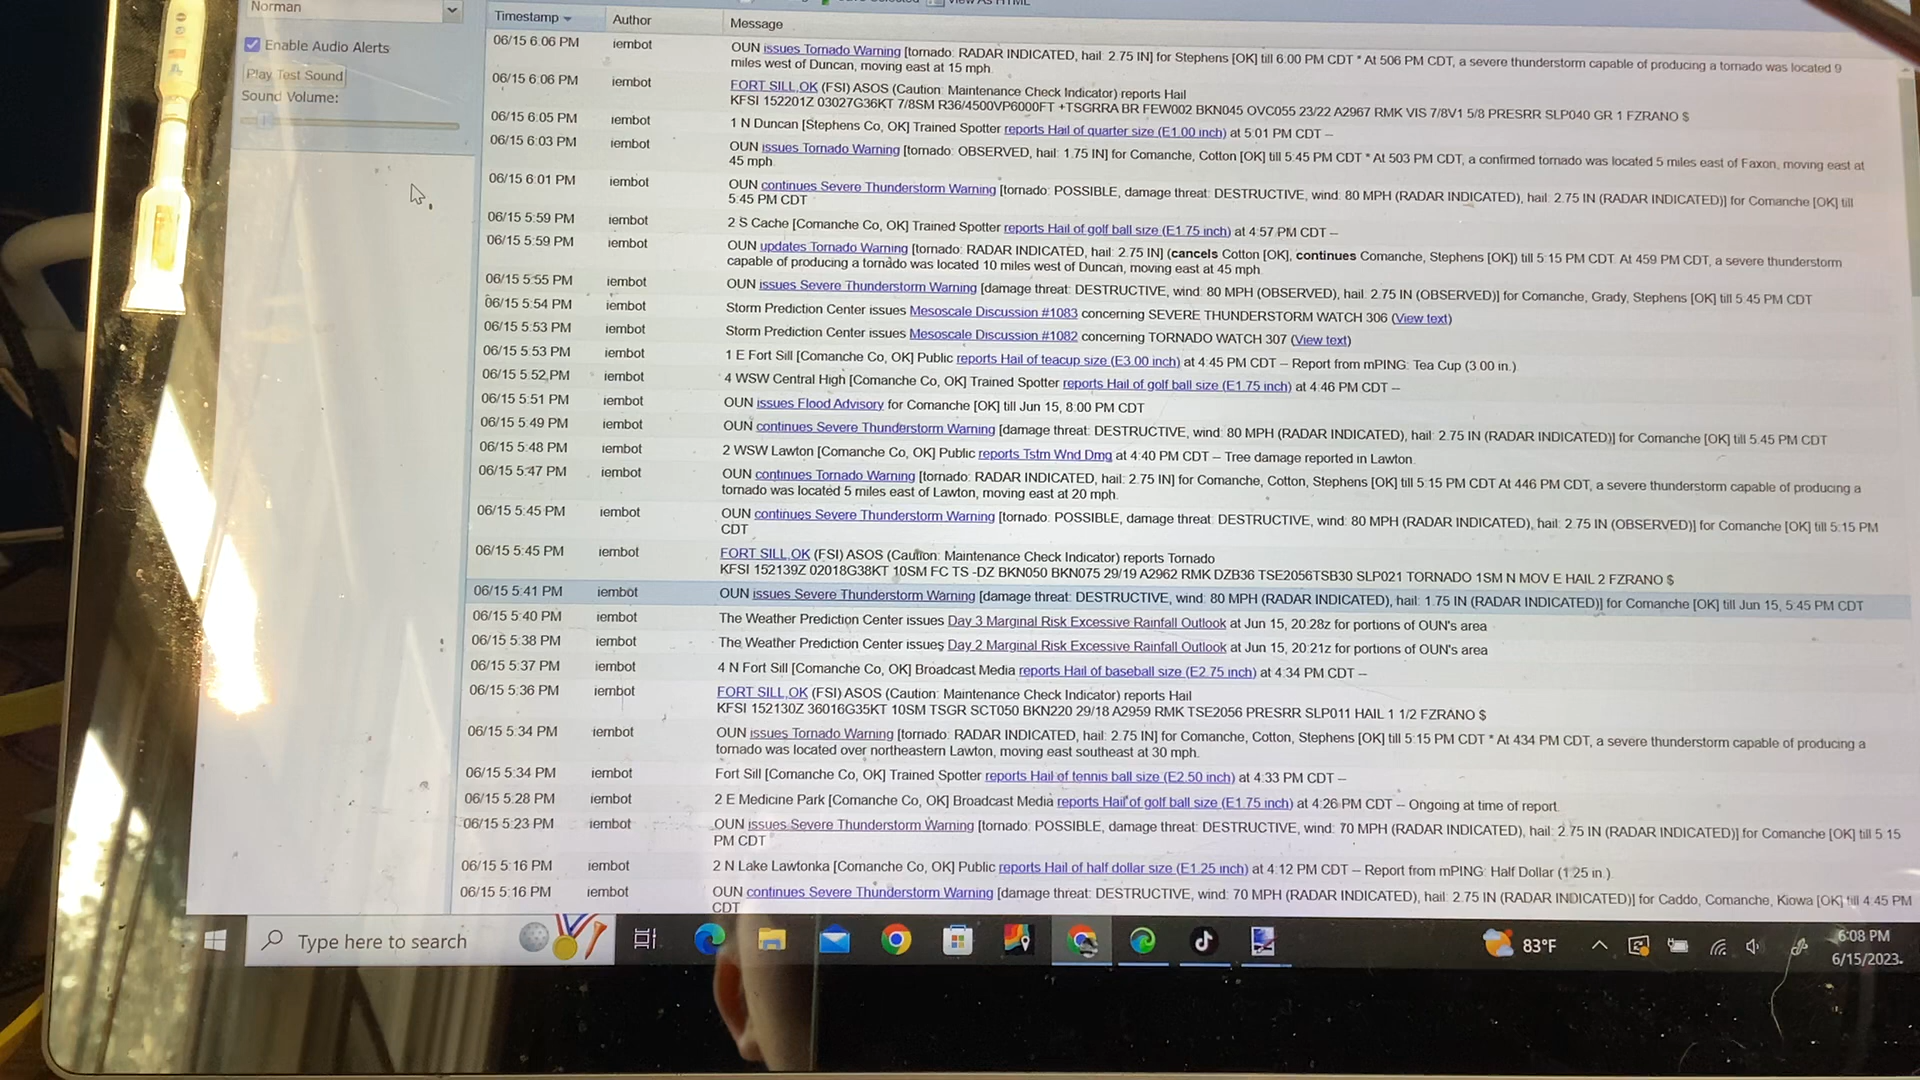 Norman
Enable Audio Alerts
Play Test Sound
Sound Volume:
View As HTML
Timestamp Author Message
06/15 6:06 PM iembot OUN issues Tornado Warning [tornado: RADAR INDICATED, hail: 2.75 IN] for Stephens [OK] till 6:00 PM CDT * At 506 PM CDT, a severe thunderstorm capable of producing a tornado was located 9
miles west of Duncan, moving east at 15 mph.
06/15 6:06 PM iembot FORT SILL,OK (FSI) ASOS (Caution: Maintenance Check Indicator) reports Hail
KFSI 152201Z 03027G36KT 7/8SM R36/4500VP6000FT +TSGRRA BR FEW002 BKN045 OVC055 23/22 A2967 RMK VIS 7/8V1 5/8 PRESRR SLP040 GR 1 FZRANO $
06/15 6:05 PM iembot 1 N Duncan [Stephens Co, OK] Trained Spotter reports Hail of quarter size (E1.00 inch) at 5:01 PM CDT --
06/15 6:03 PM iembot OUN issues Tornado Warning [tornado: OBSERVED, hail: 1.75 IN] for Comanche, Cotton [OK] till 5:45 PM CDT * At 503 PM CDT, a confirmed tornado was located 5 miles east of Faxon, moving east at
45 mph.
06/15 6:01 PM iembot OUN continues Severe Thunderstorm Warning [tornado: POSSIBLE, damage threat: DESTRUCTIVE, wind: 80 MPH (RADAR INDICATED), hail: 2.75 IN (RADAR INDICATED)] for Comanche [OK] till
5:45 PM CDT
06/15 5:59 PM iembot 2 S Cache [Comanche Co, OK] Trained Spotter reports Hail of golf ball size (E1.75 inch) at 4:57 PM CDT --
06/15 5:59 PM iembot OUN updates Tornado Warning [tornado: RADAR INDICATED, hail: 2.75 IN] (cancels Cotton [OK], continues Comanche, Stephens [OK]) till 5:15 PM CDT. At 459 PM CDT, a severe thunderstorm
capable of producing a tornado was located 10 miles west of Duncan, moving east at 45 mph.
06/15 5:55 PM iembot OUN issues Severe Thunderstorm Warning [damage threat: DESTRUCTIVE, wind: 80 MPH (OBSERVED), hail: 2.75 IN (OBSERVED)] for Comanche, Grady, Stephens [OK] till 5:45 PM CDT
06/15 5:54 PM iembot Storm Prediction Center issues Mesoscale Discussion #1083 concerning SEVERE THUNDERSTORM WATCH 306 (View text)
06/15 5:53 PM iembot Storm Prediction Center issues Mesoscale Discussion #1082 concerning TORNADO WATCH 307 (View text)
06/15 5:53 PM iembot 1 E Fort Sill [Comanche Co, OK] Public reports Hail of teacup size (E3.00 inch) at 4:45 PM CDT -- Report from mPING: Tea Cup (3.00 in.)
06/15 5:52 PM iembot 4 WSW Central High [Comanche Co, OK] Trained Spotter reports Hail of golf ball size (E1.75 inch) at 4:46 PM CDT --
06/15 5:51 PM iembot OUN issues Flood Advisory for Comanche [OK] till Jun 15, 8:00 PM CDT
06/15 5:49 PM iembot OUN continues Severe Thunderstorm Warning [damage threat: DESTRUCTIVE, wind: 80 MPH (RADAR INDICATED), hail: 2.75 IN (RADAR INDICATED)] for Comanche [OK] till 5:45 PM CDT
06/15 5:48 PM iembot 2 WSW Lawton [Comanche Co, OK] Public reports Tstm Wnd Dmg at 4:40 PM CDT -- Tree damage reported in Lawton.
06/15 5:47 PM iembot OUN continues Tornado Warning [tornado: RADAR INDICATED, hail: 2.75 IN] for Comanche, Cotton, Stephens [OK] till 5:15 PM CDT At 446 PM CDT, a severe thunderstorm capable of producing a
tornado was located 5 miles east of Lawton, moving east at 20 mph.
06/15 5:45 PM iembot OUN continues Severe Thunderstorm Warning [tornado: POSSIBLE, damage threat: DESTRUCTIVE, wind: 80 MPH (RADAR INDICATED), hail: 2.75 IN (OBSERVED)] for Comanche [OK] till 5:15 PM
CDT
06/15 5:45 PM iembot FORT SILL,OK (FSI) ASOS (Caution: Maintenance Check Indicator) reports Tornado
KFSI 152139Z 02018G38KT 10SM FC TS -DZ BKN050 BKN075 29/19 A2962 RMK DZB36 TSE2056TSB30 SLP021 TORNADO 1SM N MOV E HAIL 2 FZRANO $
06/15 5:41 PM iembot OUN issues Severe Thunderstorm Warning [damage threat: DESTRUCTIVE, wind: 80 MPH (RADAR INDICATED), hail: 1.75 IN (RADAR INDICATED)] for Comanche [OK] till Jun 15, 5:45 PM CDT
06/15 5:40 PM iembot The Weather Prediction Center issues Day 3 Marginal Risk Excessive Rainfall Outlook at Jun 15, 20:28z for portions of OUN's area
06/15 5:38 PM iembot The Weather Prediction Center issues Day 2 Marginal Risk Excessive Rainfall Outlook at Jun 15, 20:21z for portions of OUN's area
06/15 5:37 PM iembot 4 N Fort Sill [Comanche Co, OK] Broadcast Media reports Hail of baseball size (E2.75 inch) at 4:34 PM CDT --
06/15 5:36 PM iembot FORT SILL,OK (FSI) ASOS (Caution: Maintenance Check Indicator) reports Hail
KFSI 152130Z 36016G35KT 10SM TSGR SCT050 BKN220 29/18 A2959 RMK TSE2056 PRESRR SLP011 HAIL 1 1/2 FZRANO $
06/15 5:34 PM iembot OUN issues Tornado Warning [tornado: RADAR INDICATED, hail: 2.75 IN] for Comanche, Cotton, Stephens [OK] till 5:15 PM CDT * At 434 PM CDT, a severe thunderstorm capable of producing a
tornado was located over northeastern Lawton, moving east southeast at 30 mph.
06/15 5:34 PM iembot Fort Sill [Comanche Co, OK] Trained Spotter reports Hail of tennis ball size (E2.50 inch) at 4:33 PM CDT --
06/15 5:28 PM iembot 2 E Medicine Park [Comanche Co, OK] Broadcast Media reports Hail of golf ball size (E1.75 inch) at 4:26 PM CDT -- Ongoing at time of report.
06/15 5:23 PM iembot OUN issues Severe Thunderstorm Warning [tornado: POSSIBLE, damage threat: DESTRUCTIVE, wind: 70 MPH (RADAR INDICATED), hail: 2.75 IN (RADAR INDICATED)] for Comanche [OK] till 5:15
PM CDT
06/15 5:16 PM iembot 2 N Lake Lawtonka [Comanche Co, OK] Public reports Hail of half dollar size (E1.25 inch) at 4:12 PM CDT -- Report from mPING: Half Dollar (1.25 in.)
06/15 5:16 PM iembot OUN continues Severe Thunderstorm Warning [damage threat: DESTRUCTIVE, wind: 70 MPH (RADAR INDICATED), hail: 2.75 IN (RADAR INDICATED)] for Caddo, Comanche, Kiowa [OK] till 4:45 PM
CDT
Type here to search
83°F
6:08 PM
6/15/2023